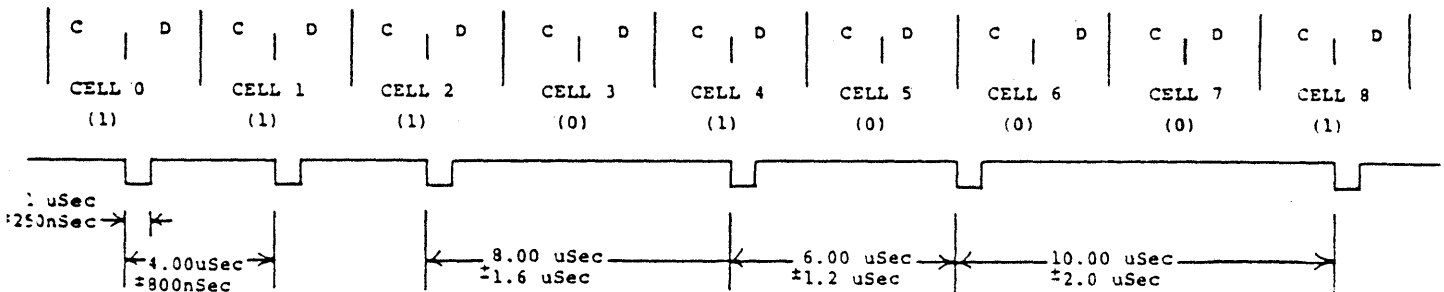 C D C D C D C D C D C D C D C D C D
CELL 0 CELL 1 CELL 2 CELL 3 CELL 4 CELL 5 CELL 6 CELL 7 CELL 8
(1) (1) (1) (0) (1) (0) (0) (0) (1)
1 uSec
±250nSec
4.00uSec
±800nSec
8.00 uSec
±1.6 uSec
6.00 uSec
±1.2 uSec
10.00 uSec
±2.0 uSec